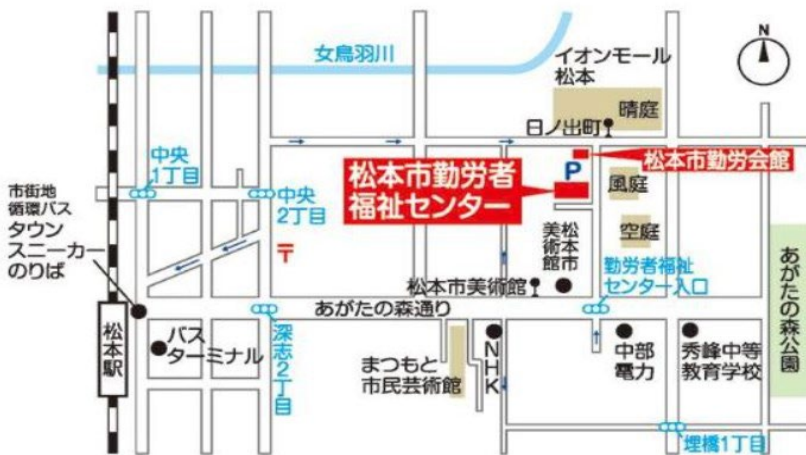 女鳥羽川
イオンモール
松本
N
晴庭
日ノ出町
中央
1丁目
松本市勤労会館
P
松本市勤労者
福祉センター
風庭
市街地
循環バス
タウン
スニーカー
のりば
中央
2丁目
〒
空庭
松本市
美術館
勤労者福祉
センター入口
松本市美術館
あがたの森通り
あがたの森公園
松本駅
バス
ターミナル
深志2丁目
まつもと
市民芸術館
NHK
中部
電力
秀峰中等
教育学校
埋橋1丁目